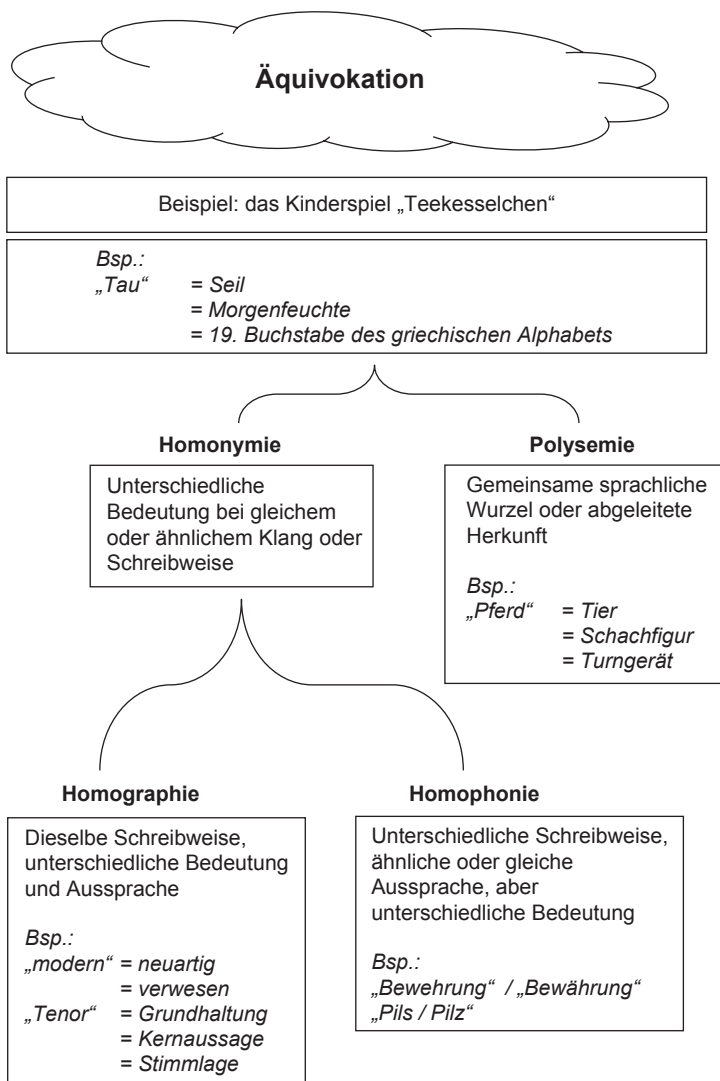 Äquivokation
Beispiel: das Kinderspiel „Teekesselchen“
Bsp.:
„Tau“ = Seil
= Morgenfeuchte
= 19. Buchstabe des griechischen Alphabets
Homonymie
Unterschiedliche
Bedeutung bei gleichem
oder ähnlichem Klang oder
Schreibweise
Polysemie
Gemeinsame sprachliche
Wurzel oder abgeleitete
Herkunft
Bsp.:
„Pferd“ = Tier
= Schachfigur
= Turngerät
Homographie
Dieselbe Schreibweise,
unterschiedliche Bedeutung
und Aussprache
Bsp.:
„modern“ = neuartig
= verwesen
„Tenor“ = Grundhaltung
= Kernaussage
= Stimmlage
Homophonie
Unterschiedliche Schreibweise,
ähnliche oder gleiche
Aussprache, aber
unterschiedliche Bedeutung
Bsp.:
„Bewehrung“ / „Bewährung“
„Pils / Pilz“